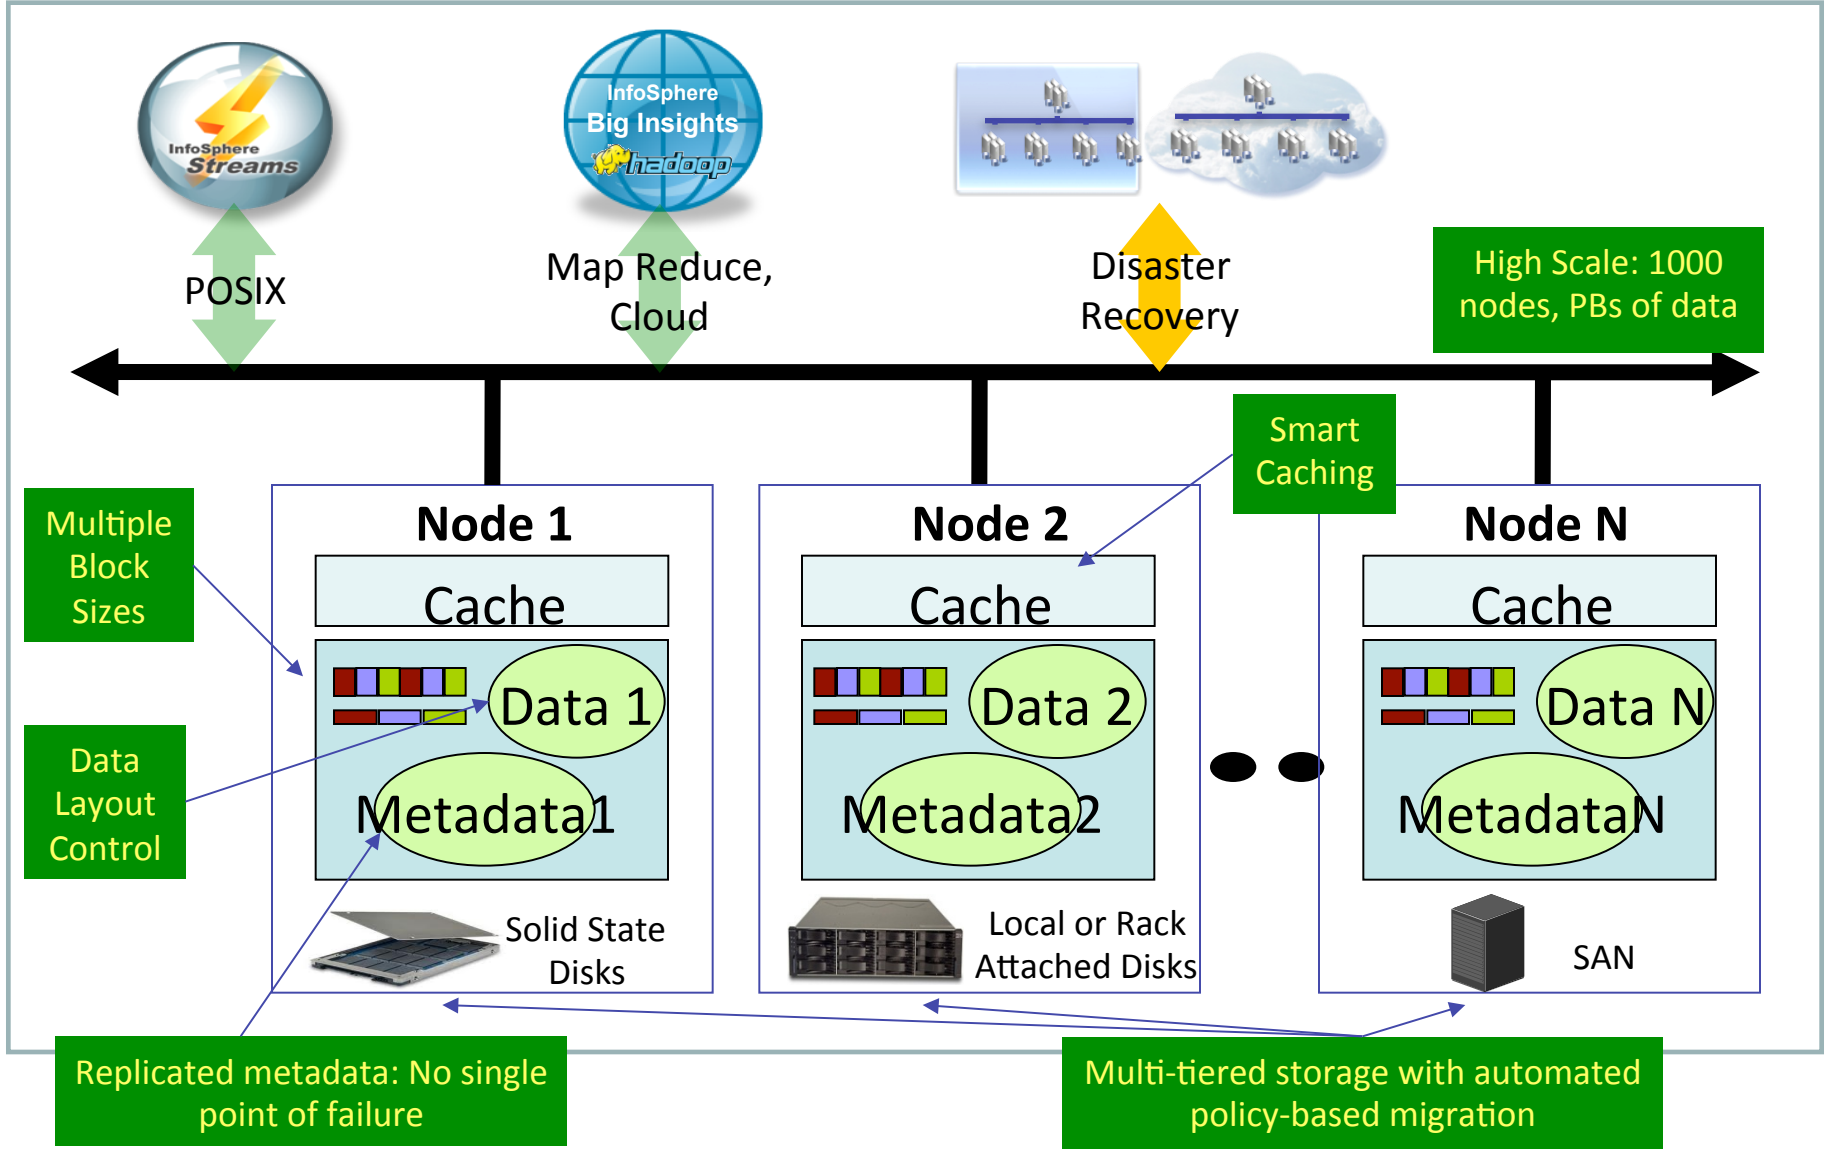 InfoSphere
Streams
InfoSphere
Big Insights
hadoop
POSIX
Map Reduce,
Cloud
Disaster
Recovery
High Scale: 1000
nodes, PBs of data
Smart
Caching
Multiple
Block
Sizes
Data
Layout
Control
Node 1
Cache
Data 1
Metadata1
Solid State
Disks
Node 2
Cache
Data 2
Metadata2
Local or Rack
Attached Disks
Node N
Cache
Data N
MetadataN
SAN
Replicated metadata: No single
point of failure
Multi-tiered storage with automated
policy-based migration